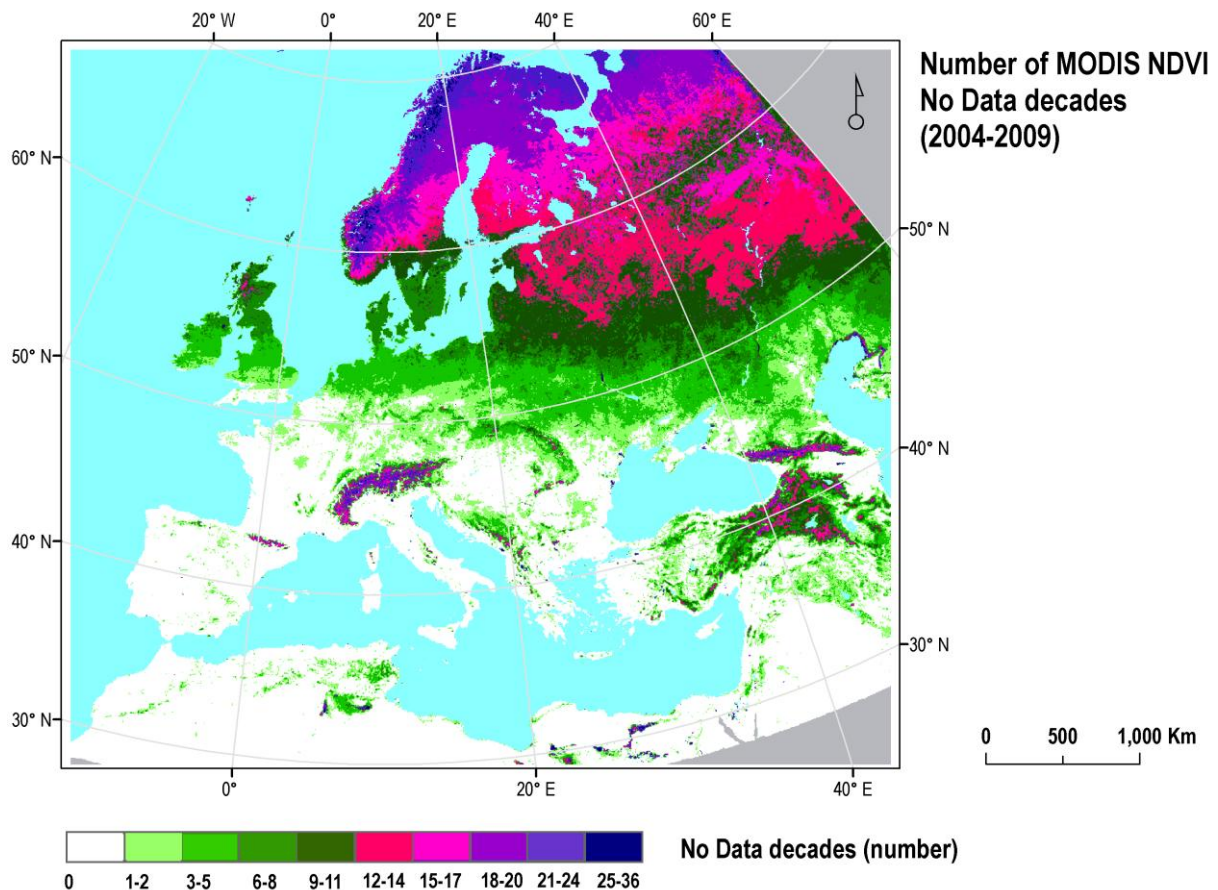 20° W 0° 20° E 40° E 60° E
Number of MODIS NDVI
No Data decades
(2004-2009)
60° N
50° N
50° N
40° N
40° N
30° N
30° N
0 500 1,000 Km
0° 20° E 40° E
No Data decades (number)
0 1-2 3-5 6-8 9-11 12-14 15-17 18-20 21-24 25-36